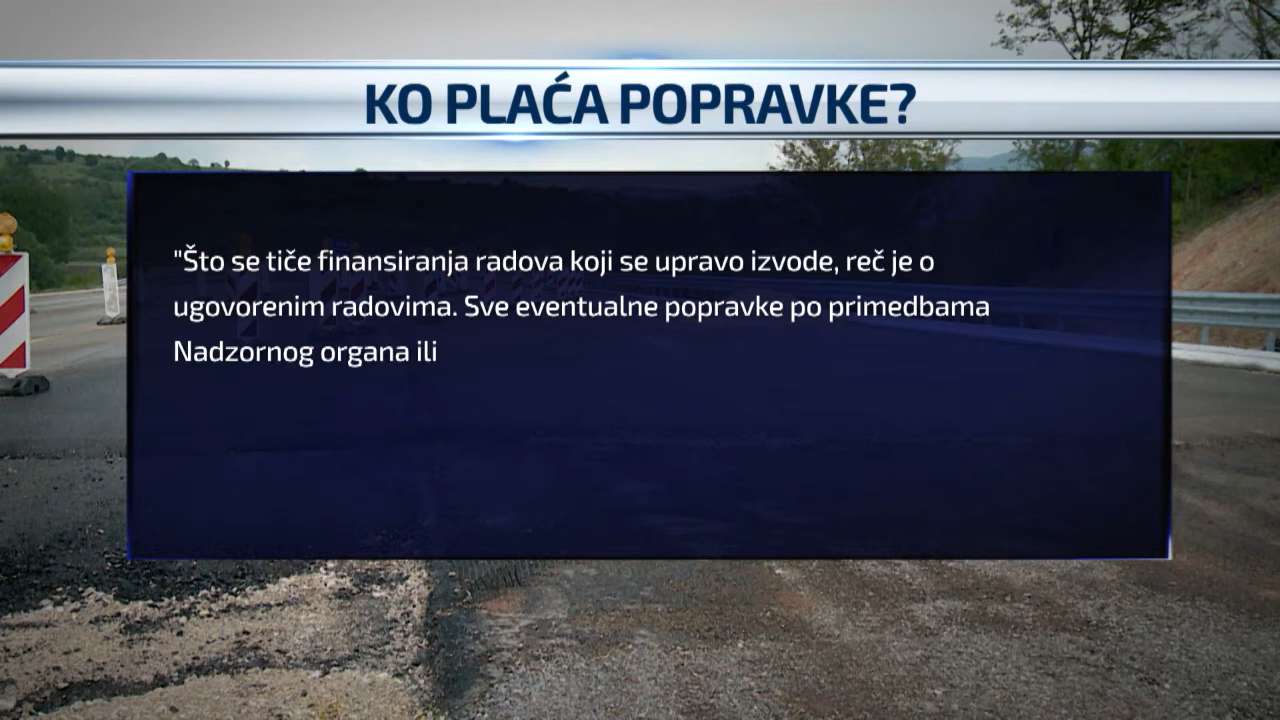 KO PLAĆA POPRAVKE?
"Što se tiče finansiranja radova koji se upravo izvode, reč je o
ugovorenim radovima. Sve eventualne popravke po primedbama
Nadzornog organa ili